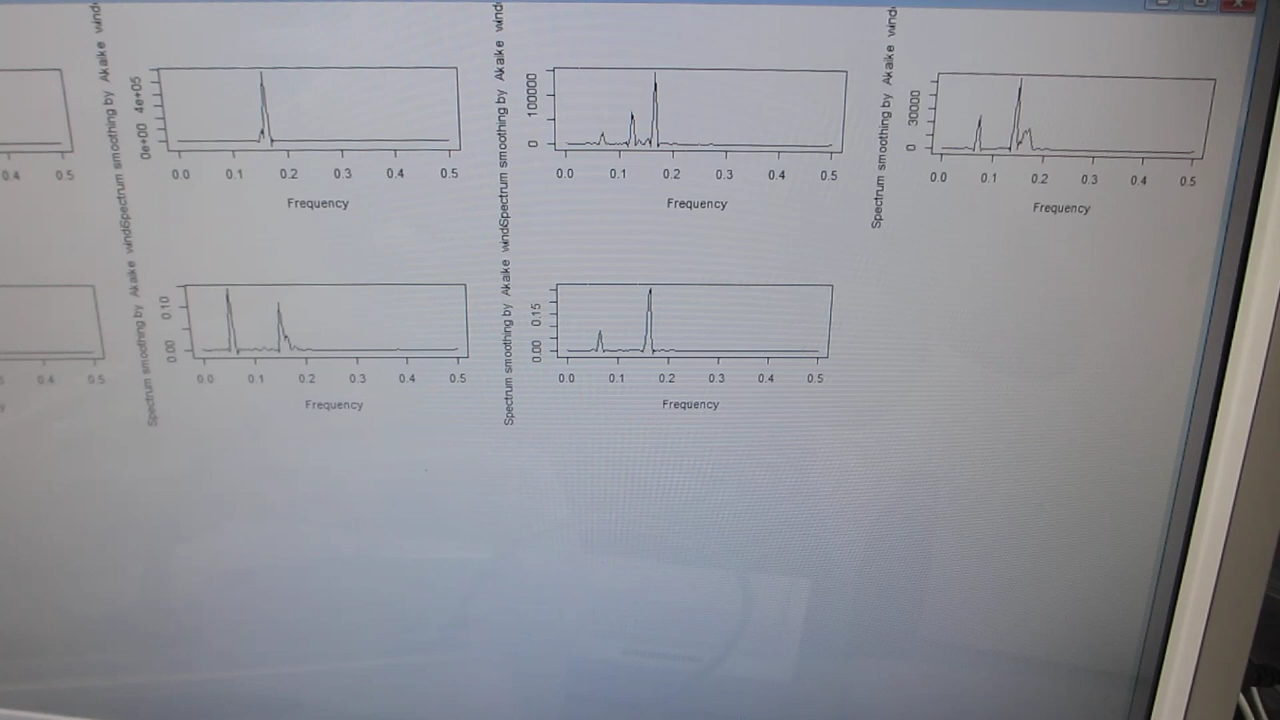 Spectrum smoothing by Akaike wind
4e+05
0e+00
0.4 0.5
0.0 0.1 0.2 0.3 0.4 0.5
Frequency
Spectrum smoothing by Akaike wind
100000
0
0.0 0.1 0.2 0.3 0.4 0.5
Frequency
Spectrum smoothing by Akaike wind
30000
0
0.0 0.1 0.2 0.3 0.4 0.5
Frequency
0.4 0.5
Spectrum smoothing by Akaike wind
0.10
0.00
0.0 0.1 0.2 0.3 0.4 0.5
Frequency
Spectrum smoothing by Akaike wind
0.15
0.00
0.0 0.1 0.2 0.3 0.4 0.5
Frequency